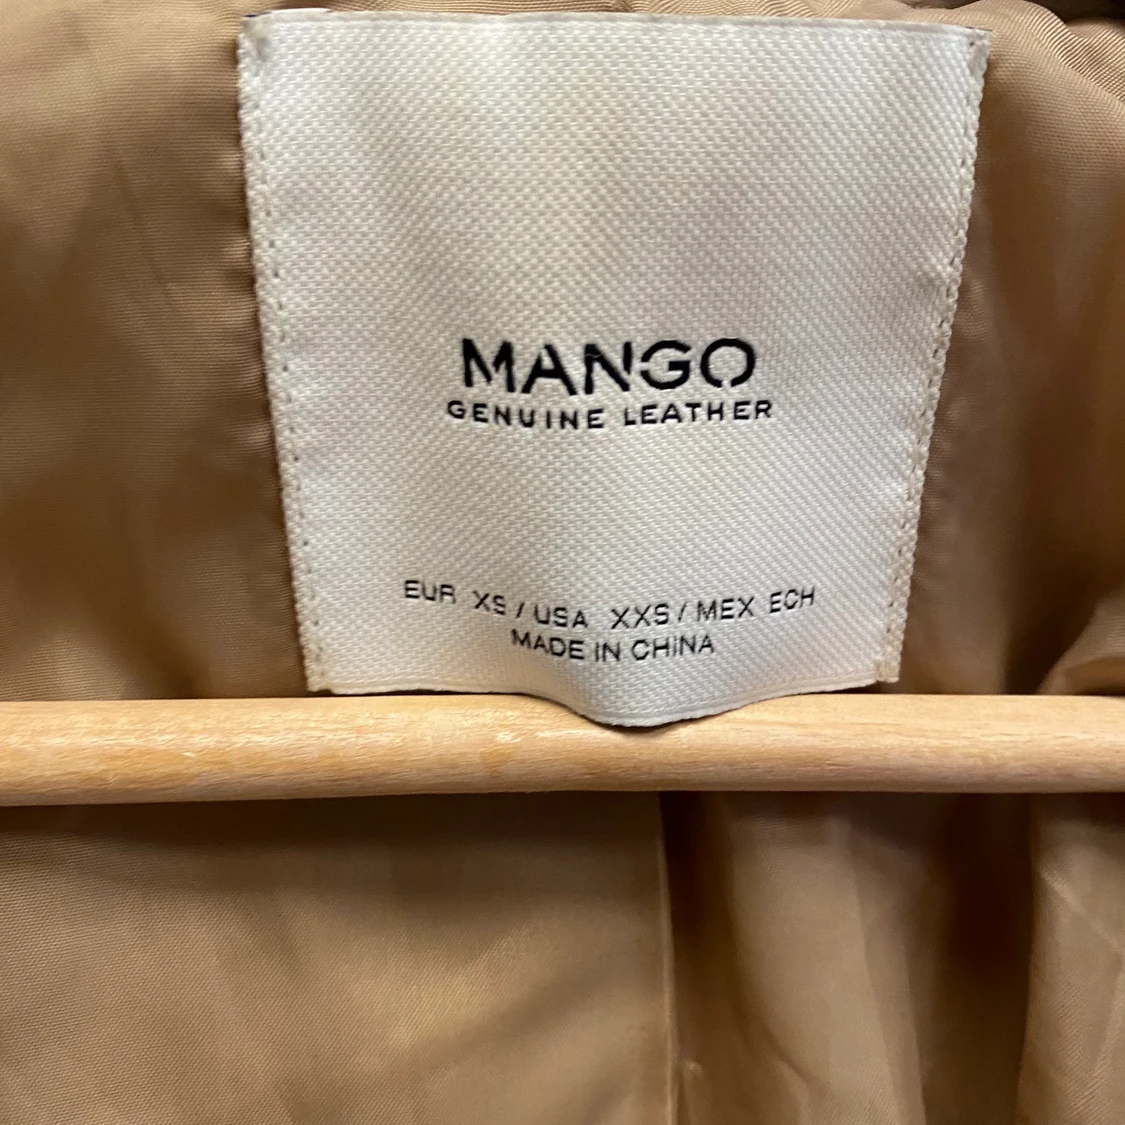 MANGO
GENUINE LEATHER
EUR XS / USA XXS / MEX ECH
MADE IN CHINA